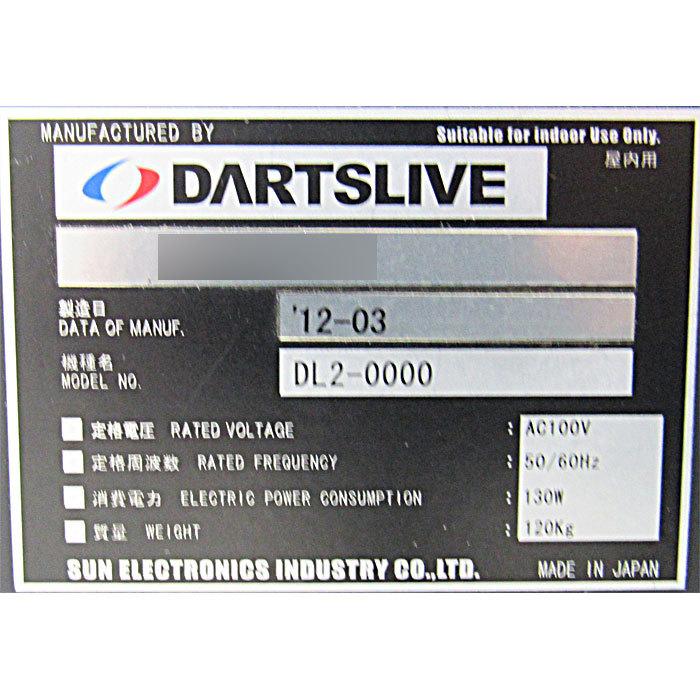 MANUFACTURED BY
Suitable for Indoor Use Only.
屋内用
DARTSLIVE
製造日
DATA OF MANUF.
'12-03
機種名
MODEL NO.
DL2-0000
定格電圧 RATED VOLTAGE : AC100V
定格周波数 RATED FREQUENCY : 50/60Hz
消費電力 ELECTRIC POWER CONSUMPTION : 130W
質量 WEIGHT : 120Kg
SUN ELECTRONICS INDUSTRY CO.,LTD.
MADE IN JAPAN